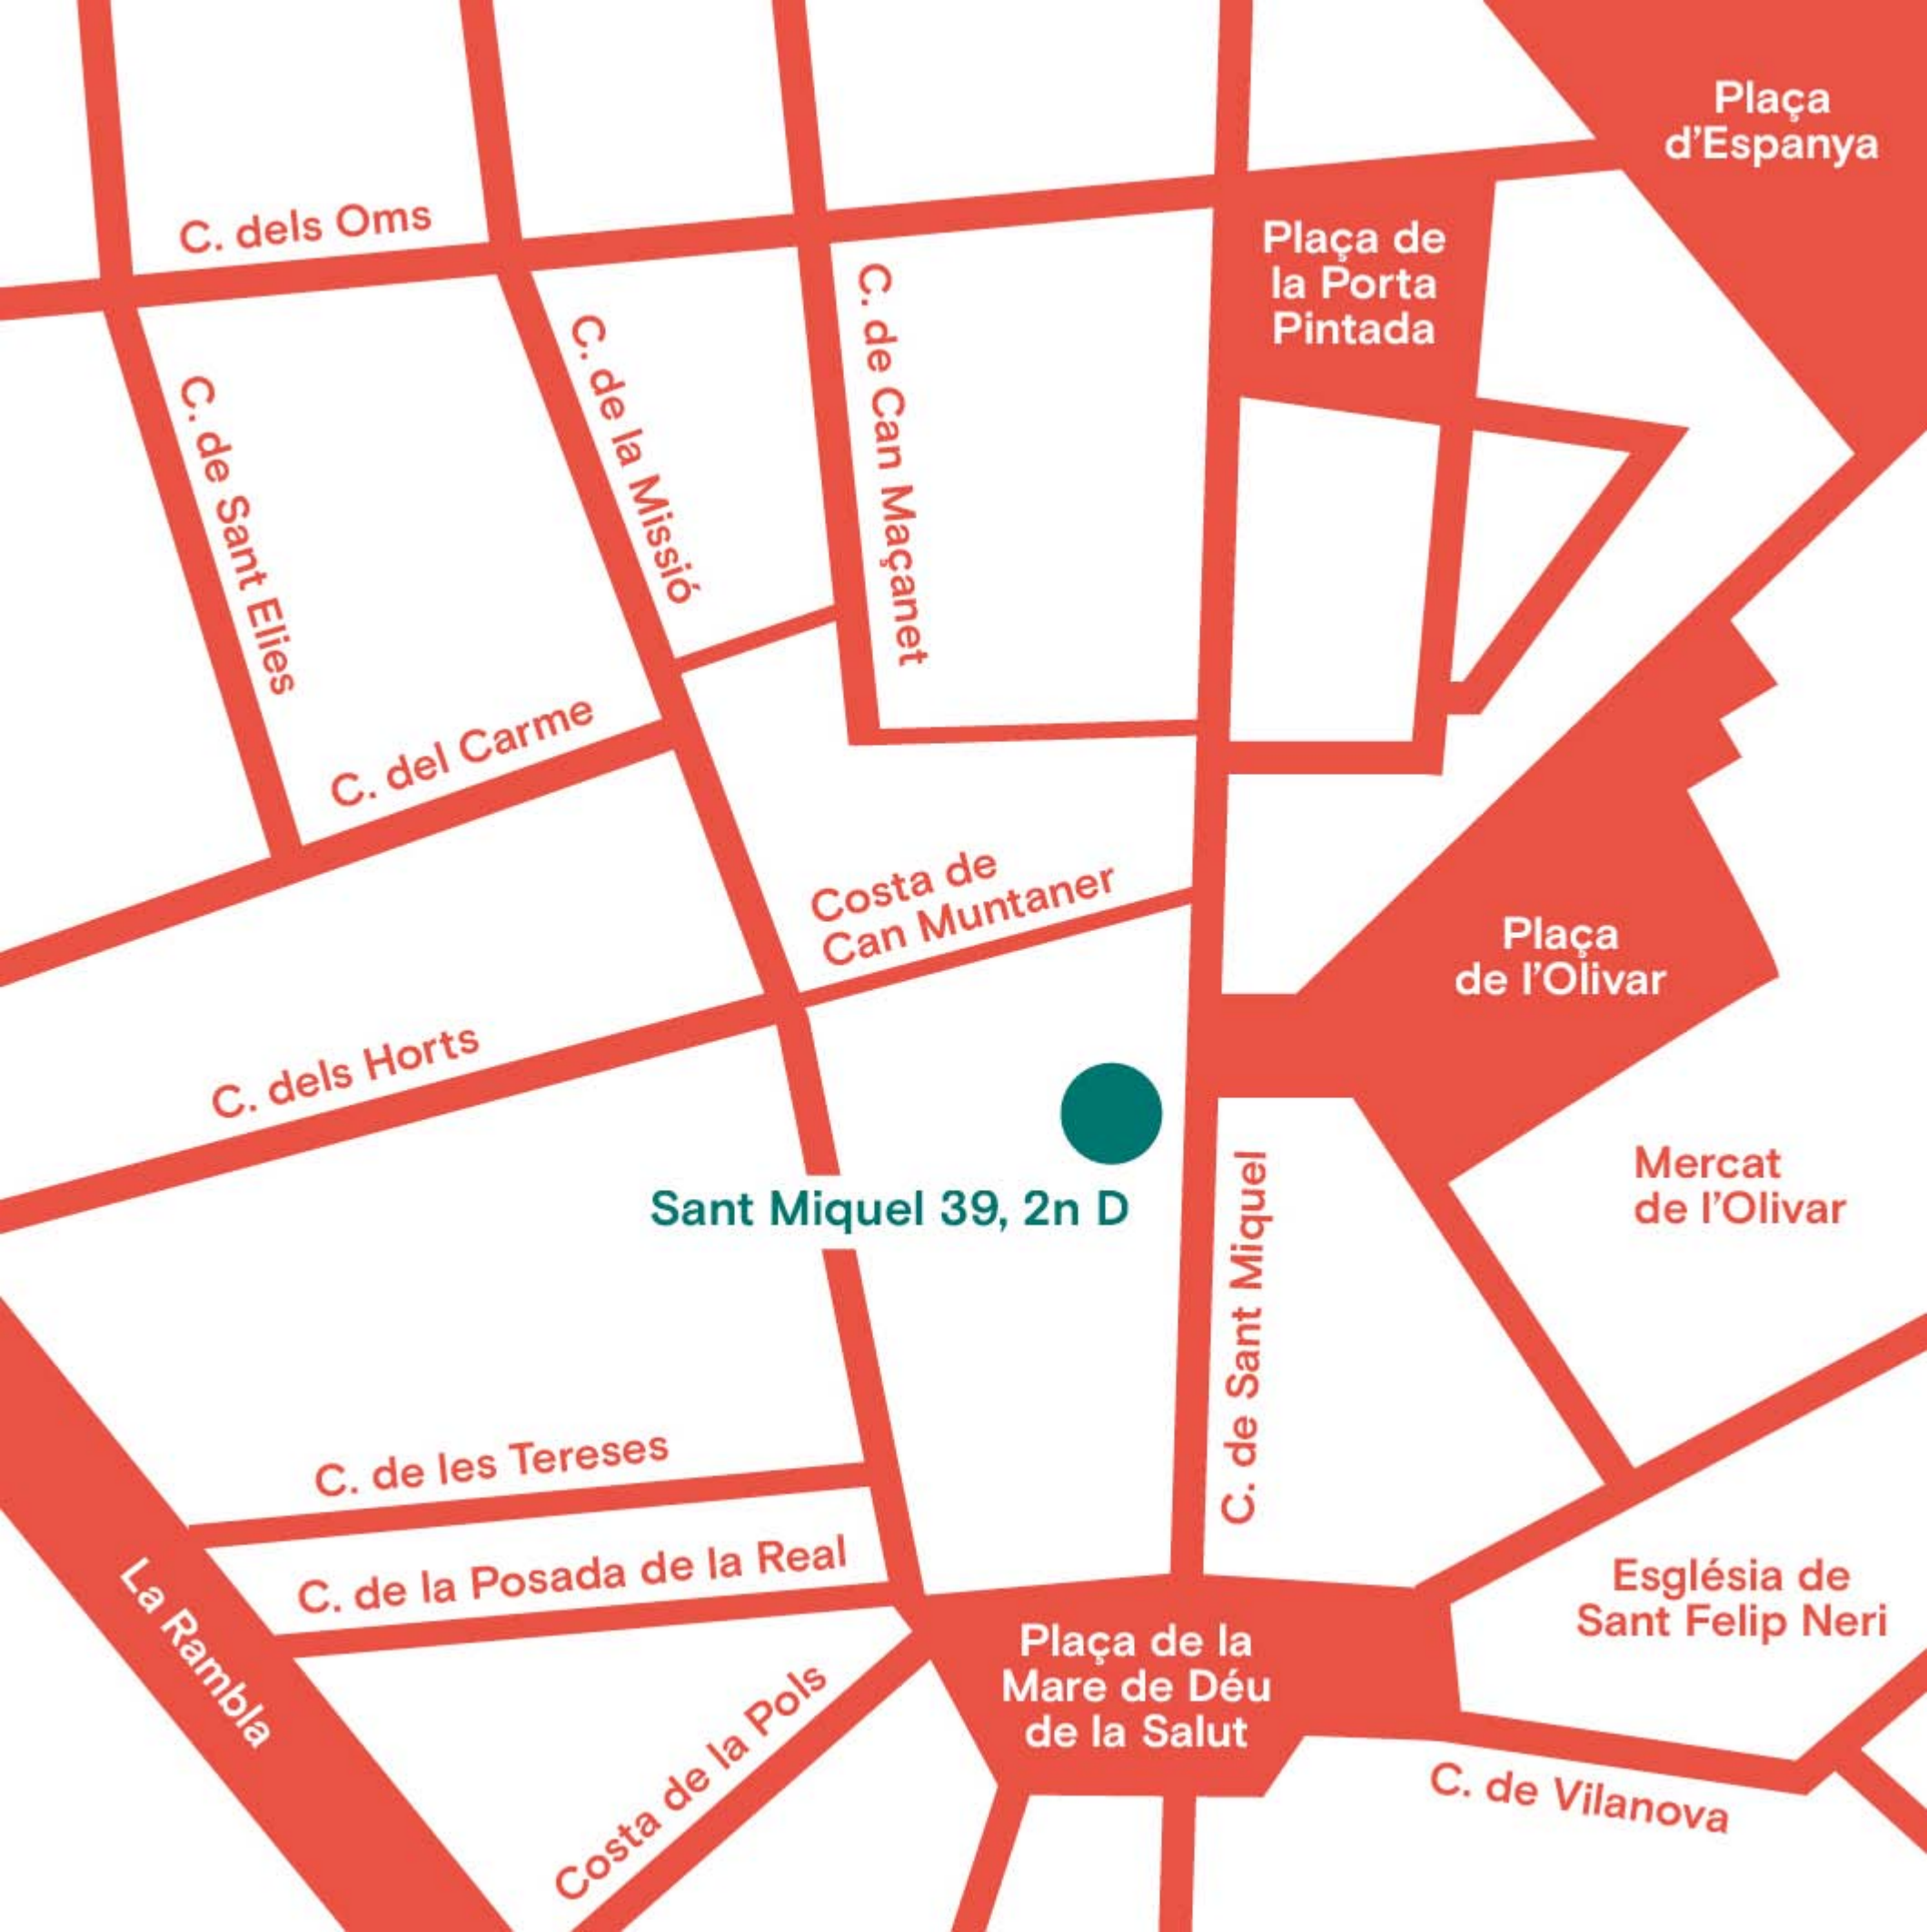 Plaça
d'Espanya
C. dels Oms
Plaça de
la Porta
Pintada
C. de Sant Elies
C. de la Missió
C. de Can Maçanet
C. del Carme
Costa de
Can Muntaner
Plaça
de l'Olivar
C. dels Horts
Sant Miquel 39, 2n D
C. de Sant Miquel
Mercat
de l'Olivar
C. de les Tereses
C. de la Posada de la Real
La Rambla
Costa de la Pols
Plaça de la
Mare de Déu
de la Salut
Església de
Sant Felip Neri
C. de Vilanova